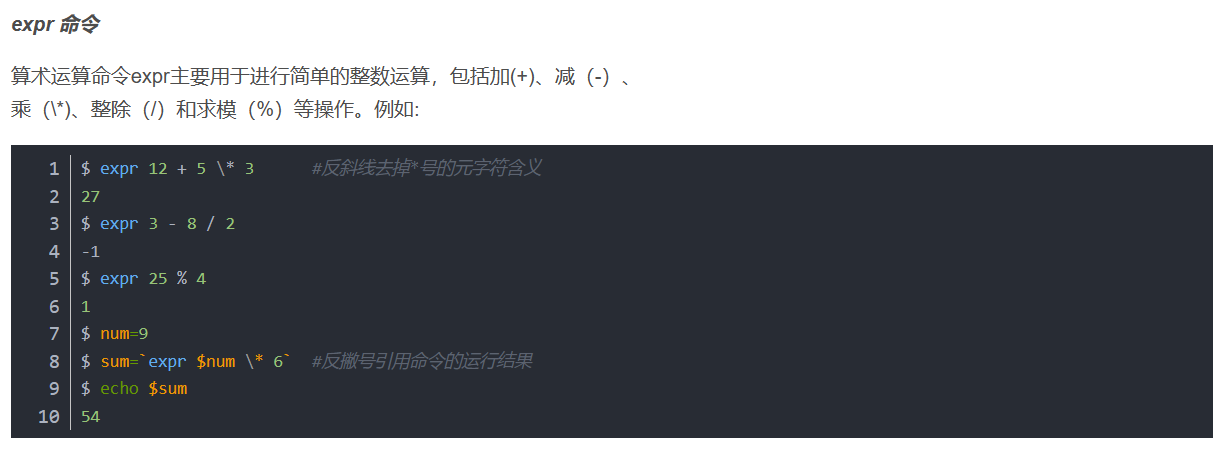 expr 命令
算术运算命令expr主要用于进行简单的整数运算，包括加(+)、减（-）、
乘（\*)、整除（/）和求模（%）等操作。例如:
1 $ expr 12 + 5 \* 3      #反斜线去掉*号的元字符含义
2 27
3 $ expr 3 - 8 / 2
4 -1
5 $ expr 25 % 4
6 1
7 $ num=9
8 $ sum=`expr $num \* 6`  #反撇号引用命令的运行结果
9 $ echo $sum
10 54